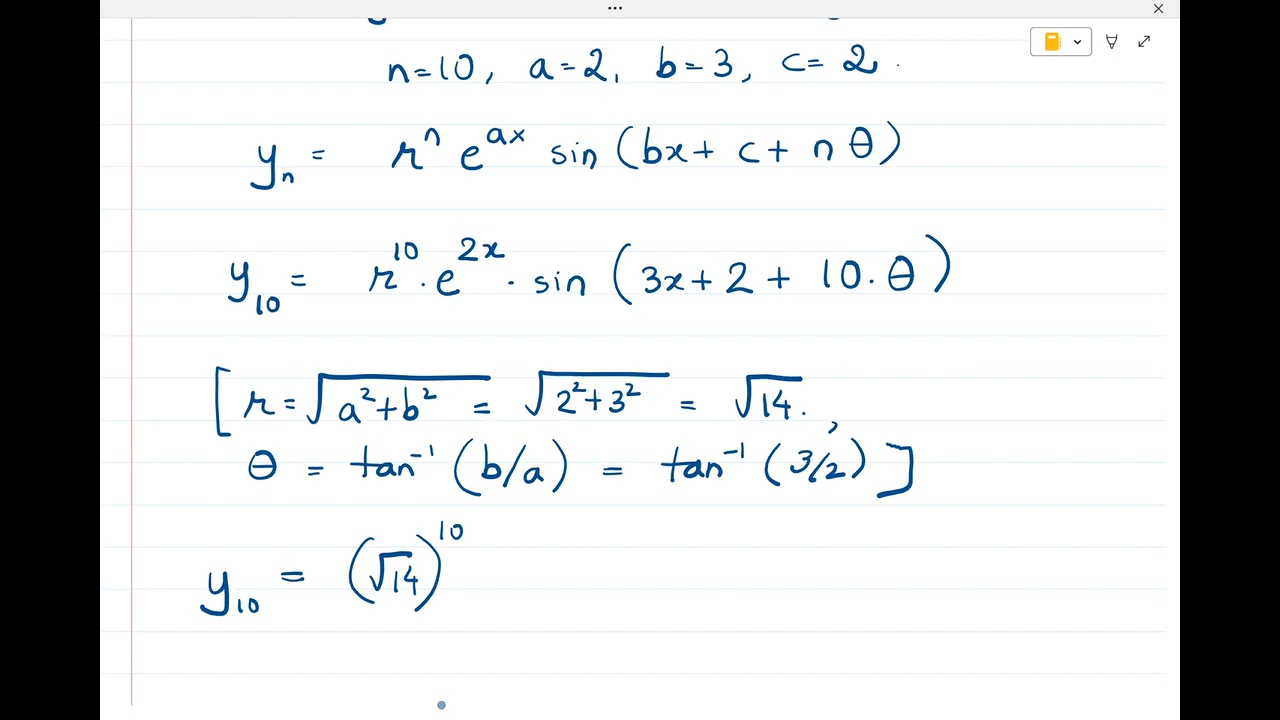 n=10, a=2, b=3, c=2.
yₙ = rⁿ e^{ax} sin (bx + c + n θ)
y₁₀ = r¹⁰ · e^{2x} · sin (3x + 2 + 10 · θ)
[r = √(a²+b²) = √(2²+3²) = √14.,
θ = tan⁻¹ (b/a) = tan⁻¹ (3/2)]
y₁₀ = (√14)¹⁰